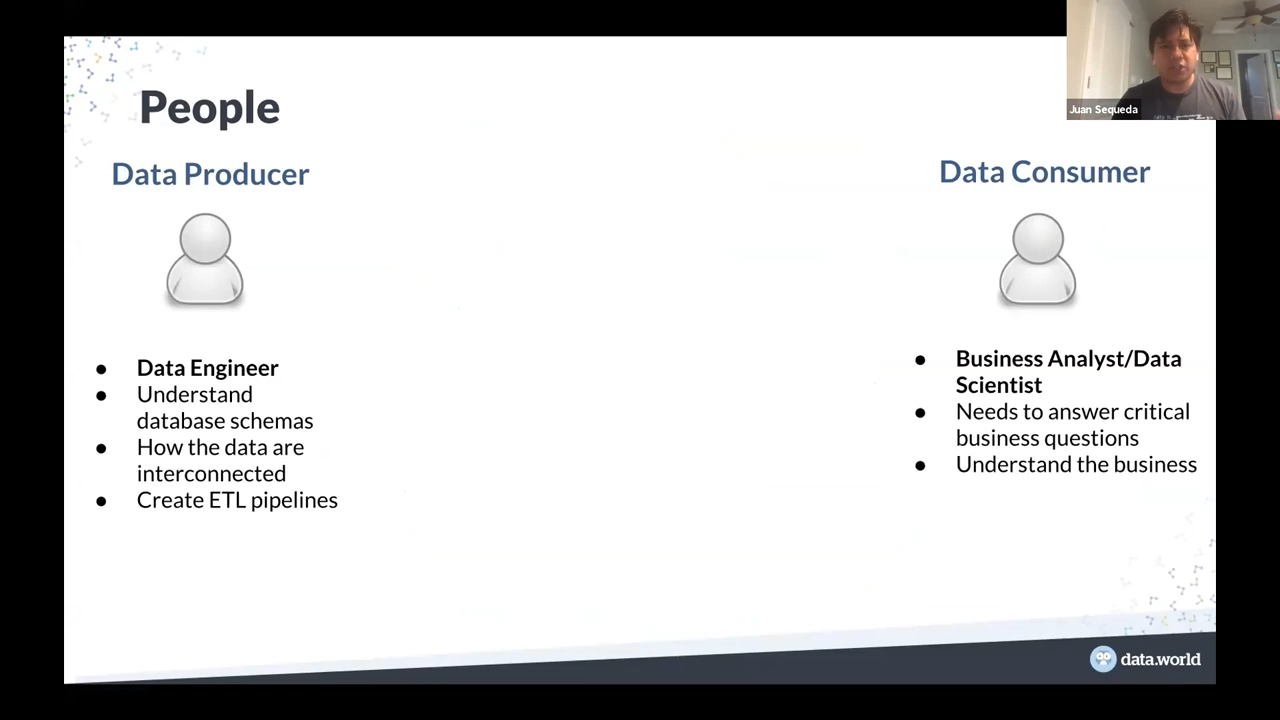 People
Juan Sequeda
Data Producer
Data Engineer
Understand
database schemas
How the data are
interconnected
Create ETL pipelines
Data Consumer
Business Analyst/Data
Scientist
Needs to answer critical
business questions
Understand the business
data.world